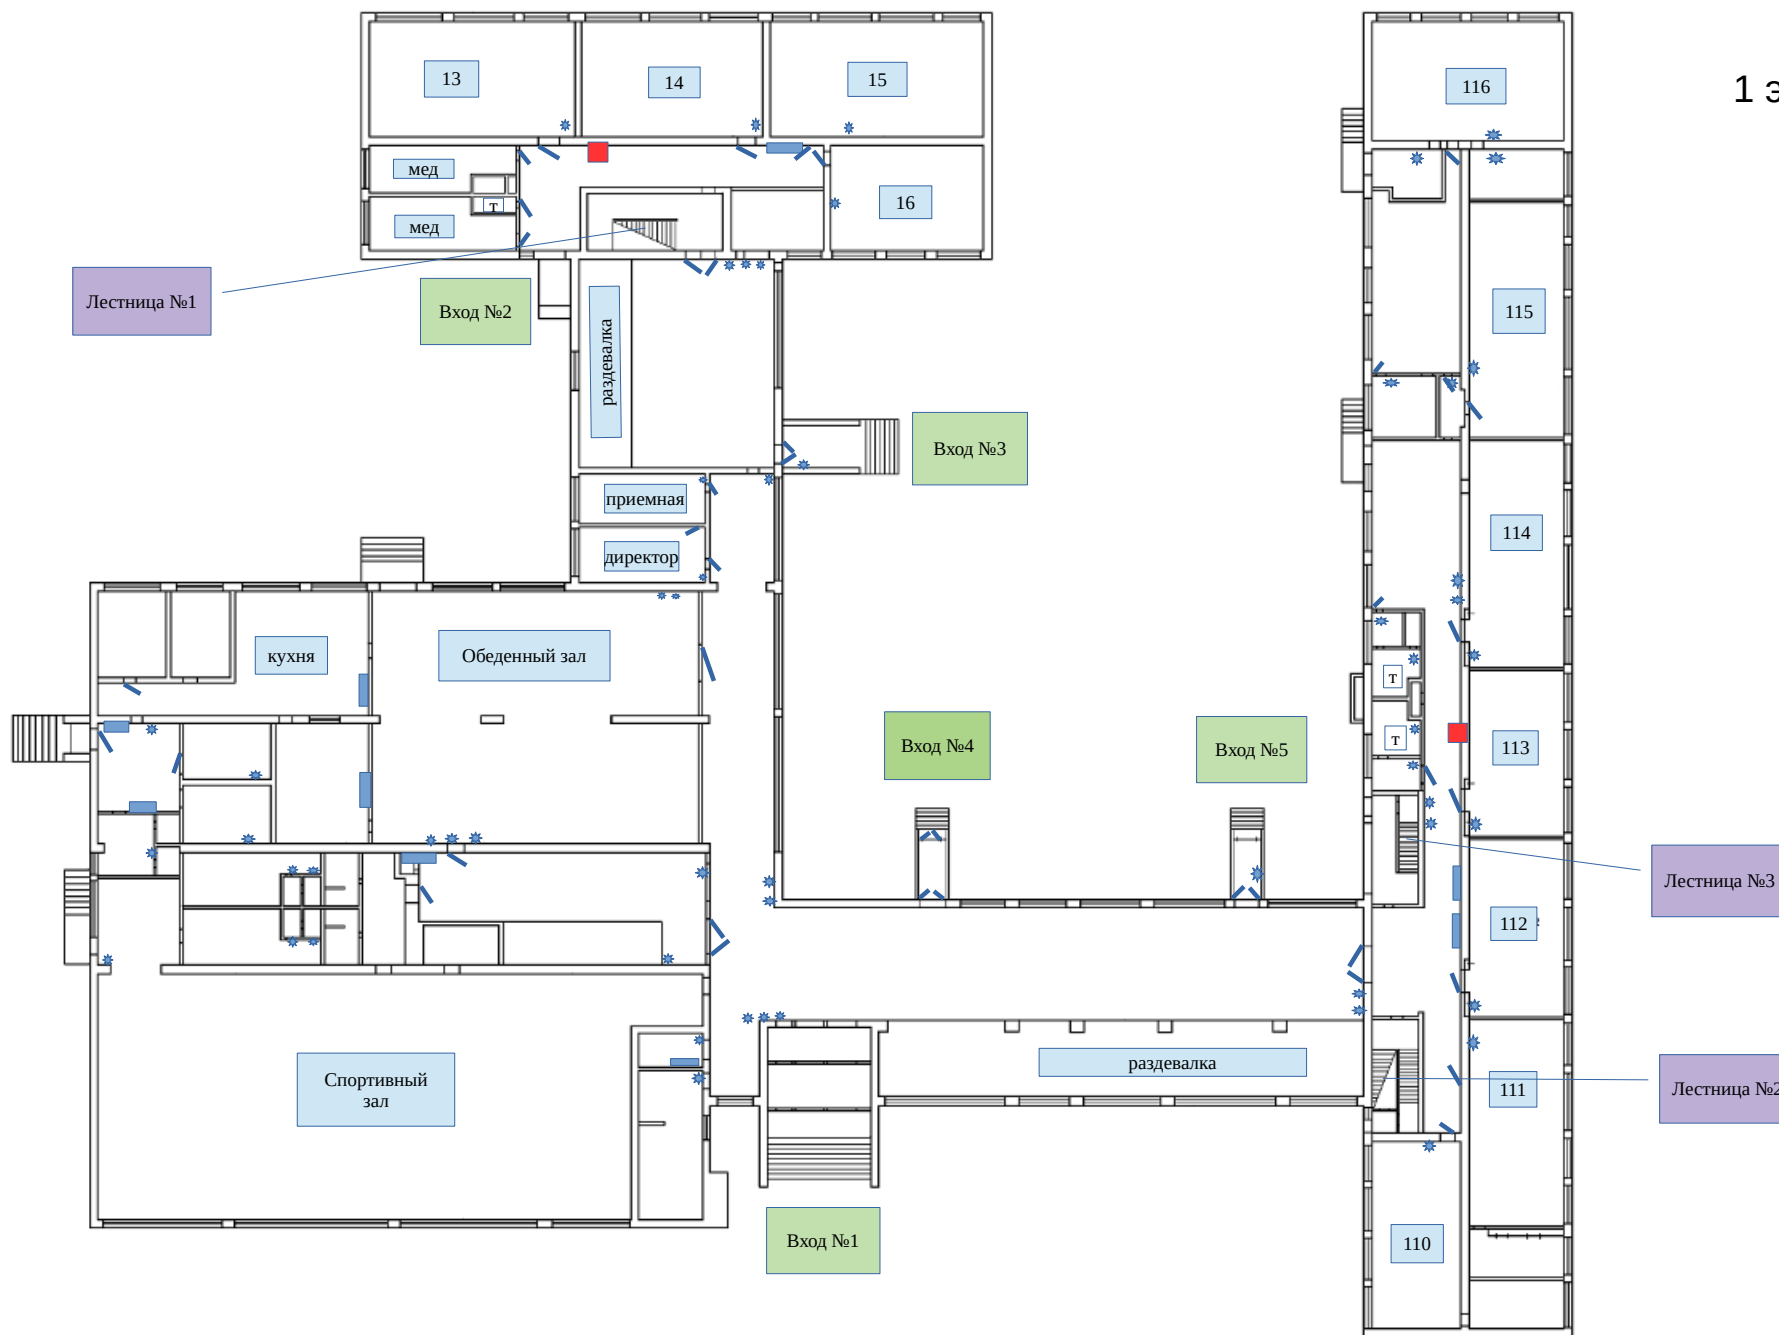 13
14
15
116
1 э
мед
т
мед
16
Лестница №1
Вход №2
раздевалка
115
Вход №3
приемная
директор
114
кухня
Обеденный зал
т
т
Вход №4
Вход №5
113
Лестница №3
112
раздевалка
Спортивный
зал
111
Лестница №2
Вход №1
110